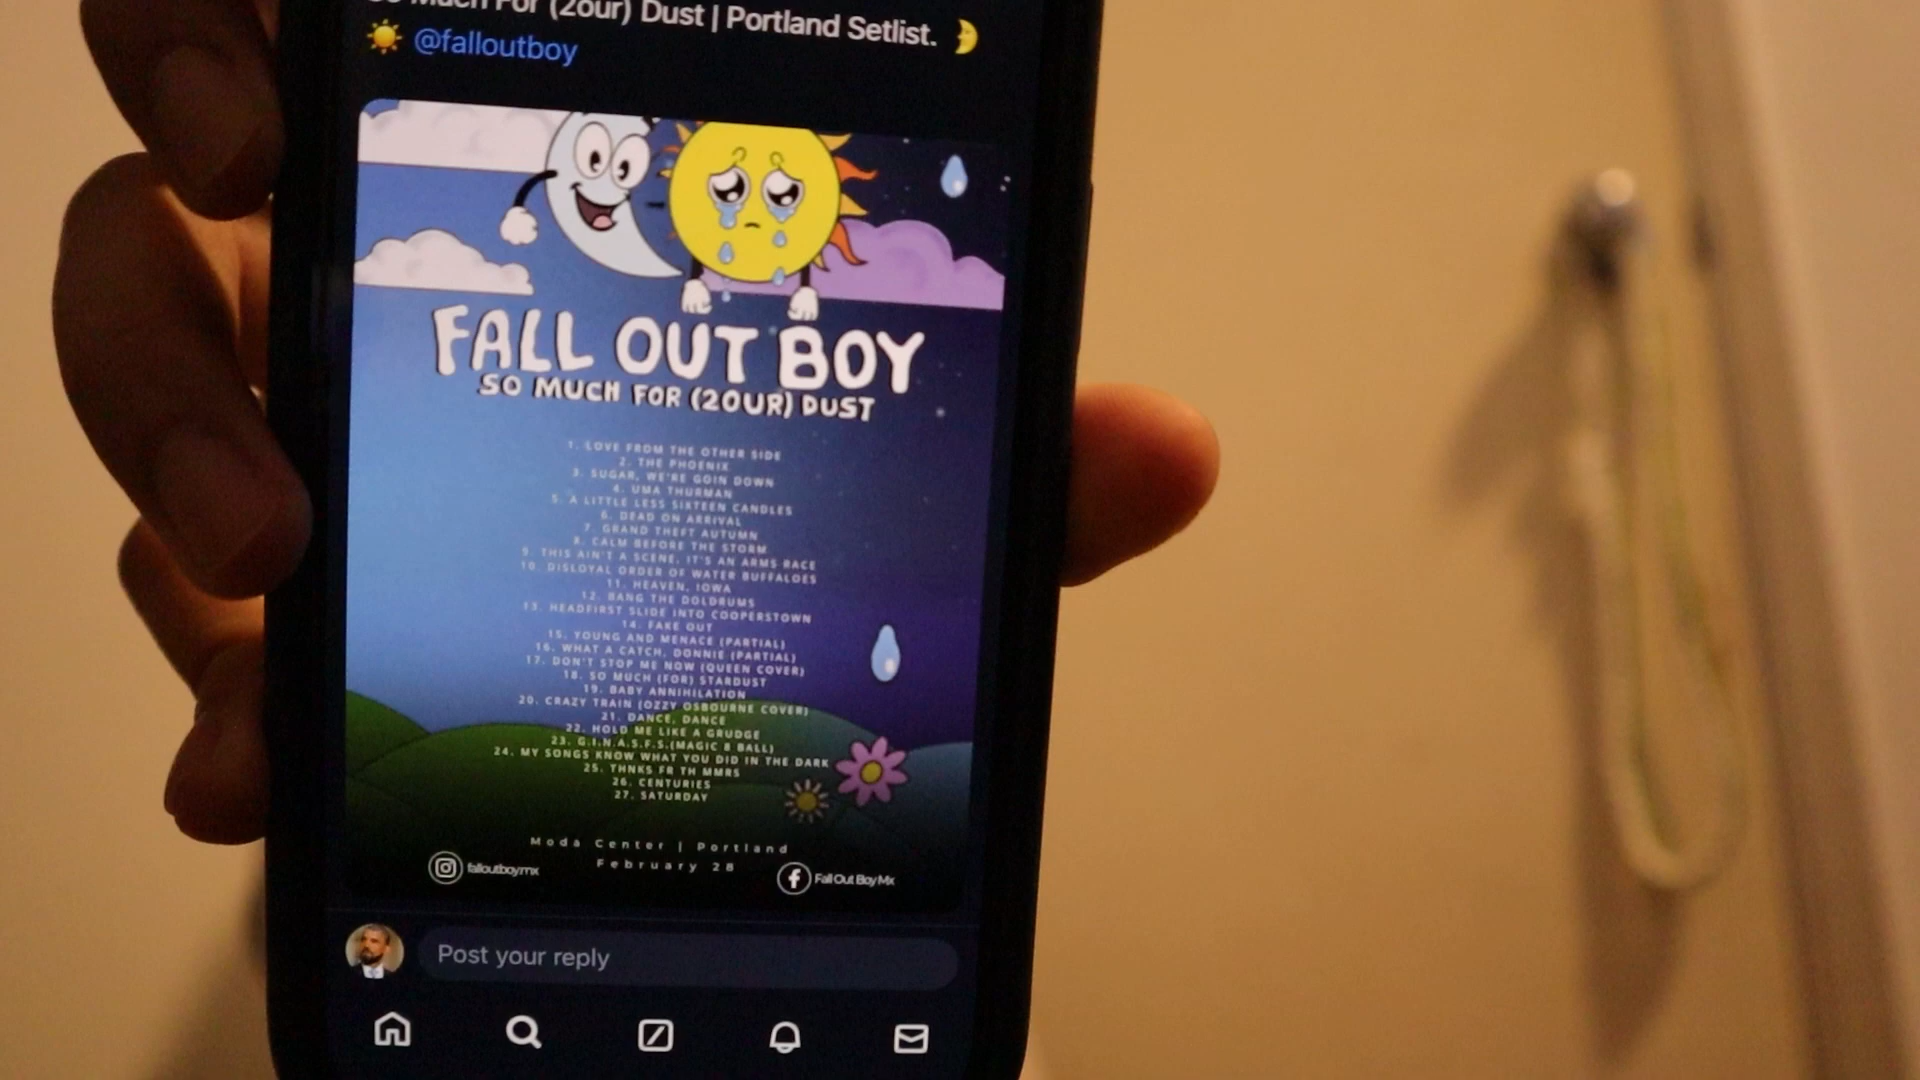 So Much For (2our) Dust | Portland Setlist. 🌛
☀️ @falloutboy
FALL OUT BOY
SO MUCH FOR (2OUR) DUST
1. LOVE FROM THE OTHER SIDE
2. THE PHOENIX
3. SUGAR, WE'RE GOIN DOWN
4. UMA THURMAN
5. A LITTLE LESS SIXTEEN CANDLES
6. DEAD ON ARRIVAL
7. GRAND THEFT AUTUMN
8. CALM BEFORE THE STORM
9. THIS AIN'T A SCENE, IT'S AN ARMS RACE
10. DISLOYAL ORDER OF WATER BUFFALOES
11. HEAVEN, IOWA
12. BANG THE DOLDRUMS
13. HEADFIRST SLIDE INTO COOPERSTOWN
14. FAKE OUT
15. YOUNG AND MENACE (PARTIAL)
16. WHAT A CATCH, DONNIE (PARTIAL)
17. DON'T STOP ME NOW (QUEEN COVER)
18. SO MUCH (FOR) STARDUST
19. BABY ANNIHILATION
20. CRAZY TRAIN (OZZY OSBOURNE COVER)
21. DANCE, DANCE
22. HOLD ME LIKE A GRUDGE
23. G.I.N.A.S.F.S.(MAGIC 8 BALL)
24. MY SONGS KNOW WHAT YOU DID IN THE DARK
25. THNKS FR TH MMRS
26. CENTURIES
27. SATURDAY
Moda Center | Portland
February 28
falloutboymx
Fall Out Boy Mx
Post your reply